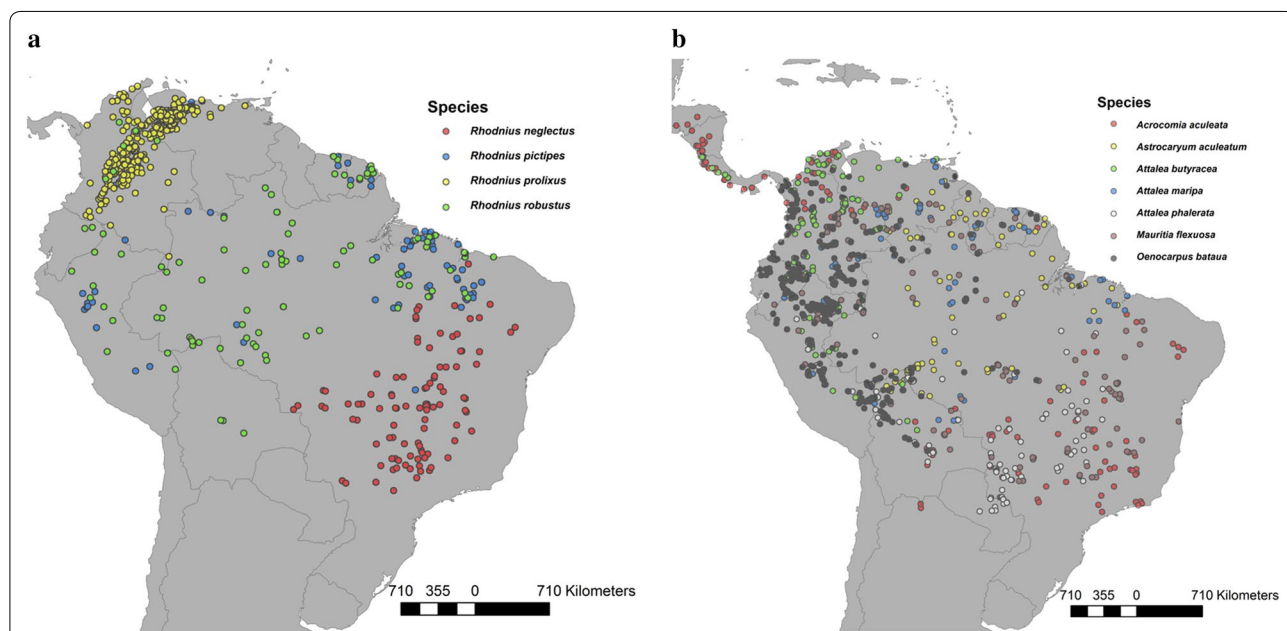 a
Species
Rhodnius neglectus
Rhodnius pictipes
Rhodnius prolixus
Rhodnius robustus
710 355 0 710 Kilometers
b
Species
Acrocomia aculeata
Astrocaryum aculeatum
Attalea butyracea
Attalea maripa
Attalea phalerata
Mauritia flexuosa
Oenocarpus bataua
710 355 0 710 Kilometers